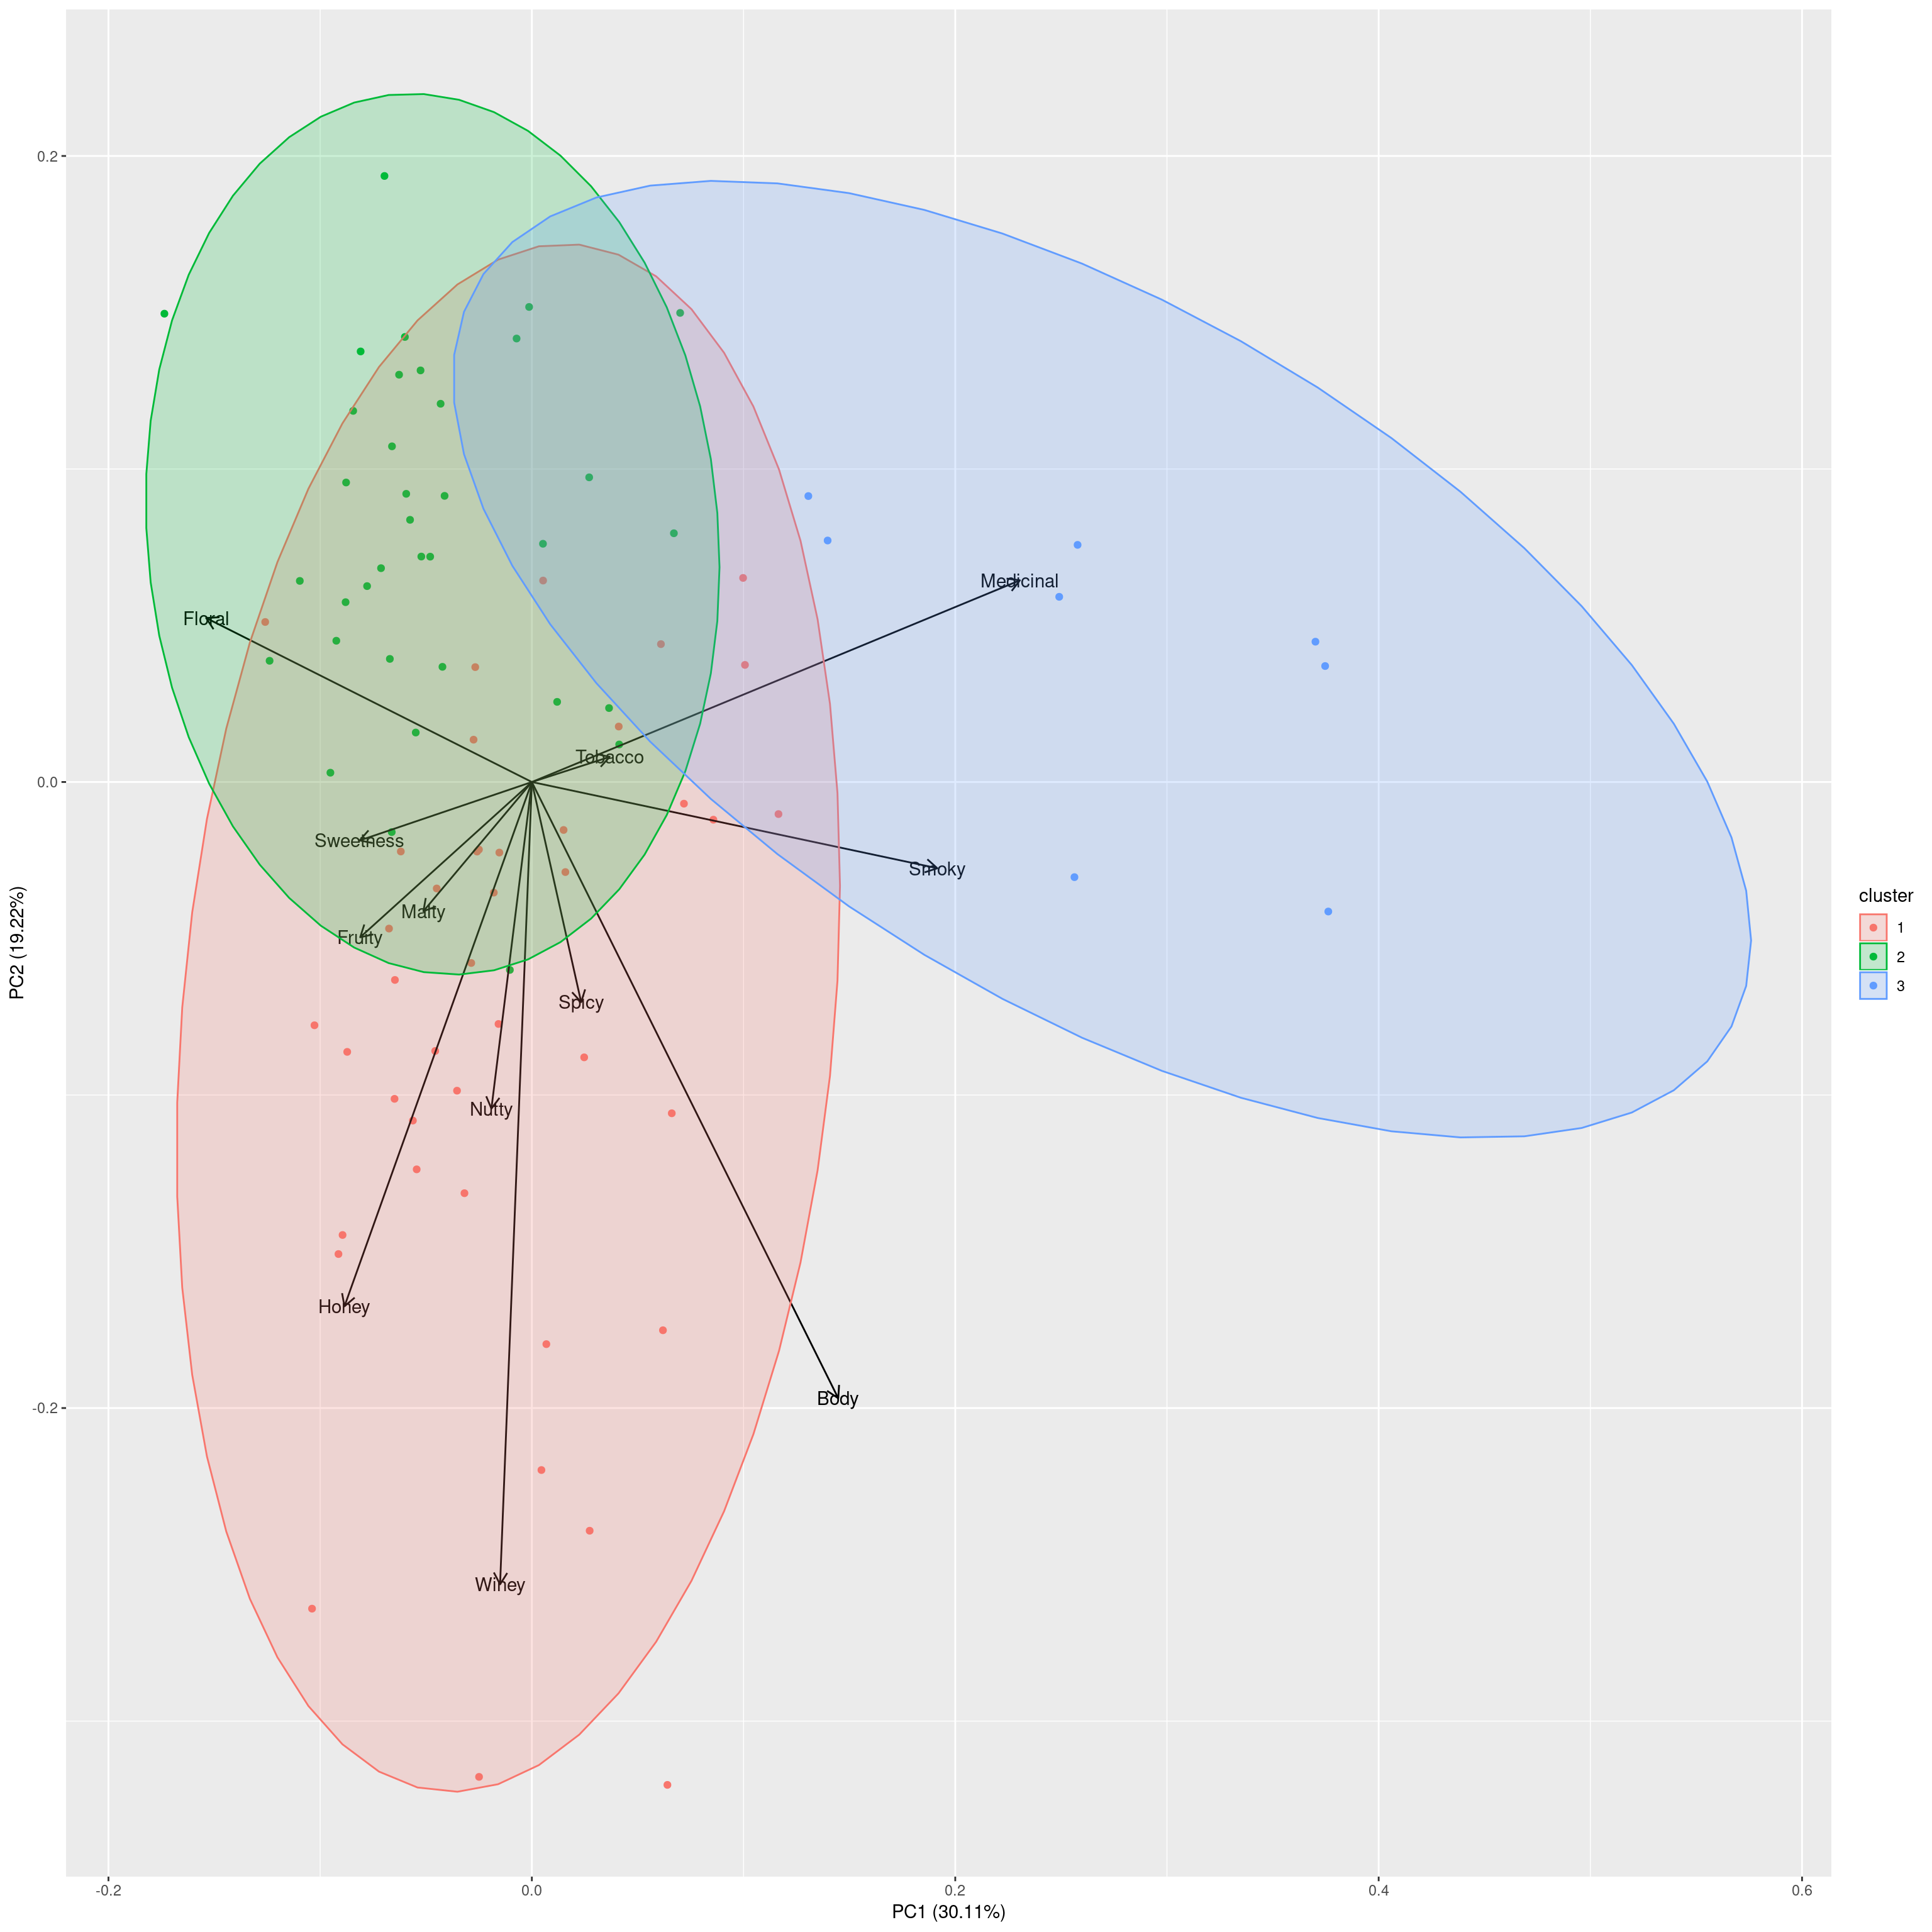 0.2
Medicinal
Floral
Tobacco
0.0
Sweetness
Smoky
Malty
Fruity
Spicy
Nutty
Honey
Body
-0.2
Winey
-0.2
0.0
0.2
0.4
0.6
PC1 (30.11%)
PC2 (19.22%)
cluster
1
2
3